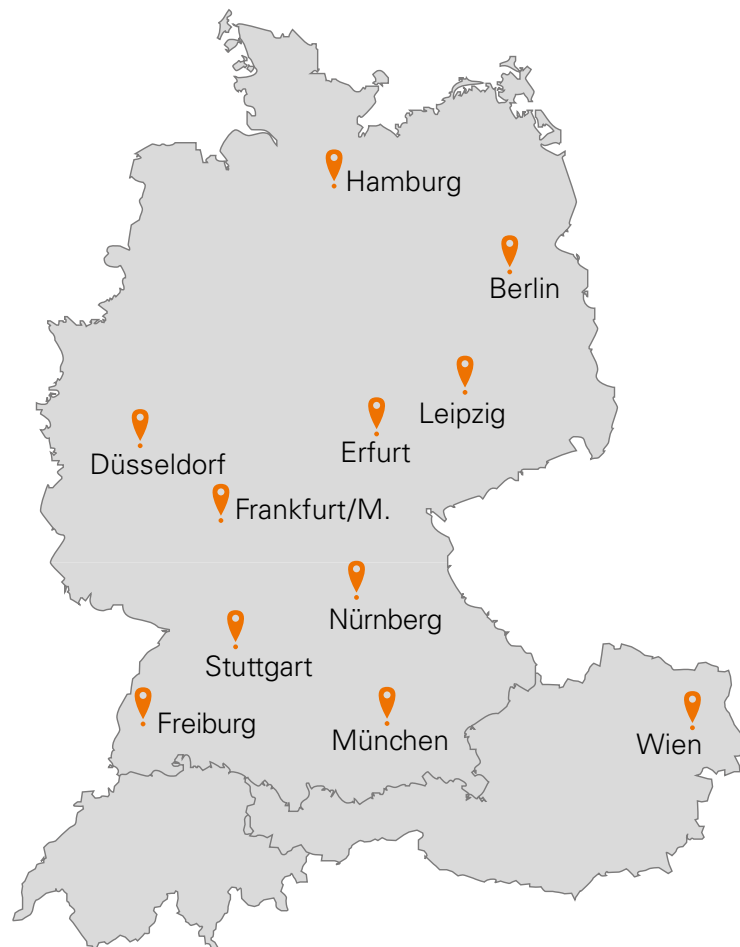 Hamburg
Berlin
Leipzig
Erfurt
Düsseldorf
Frankfurt/M.
Nürnberg
Stuttgart
Freiburg
München
Wien